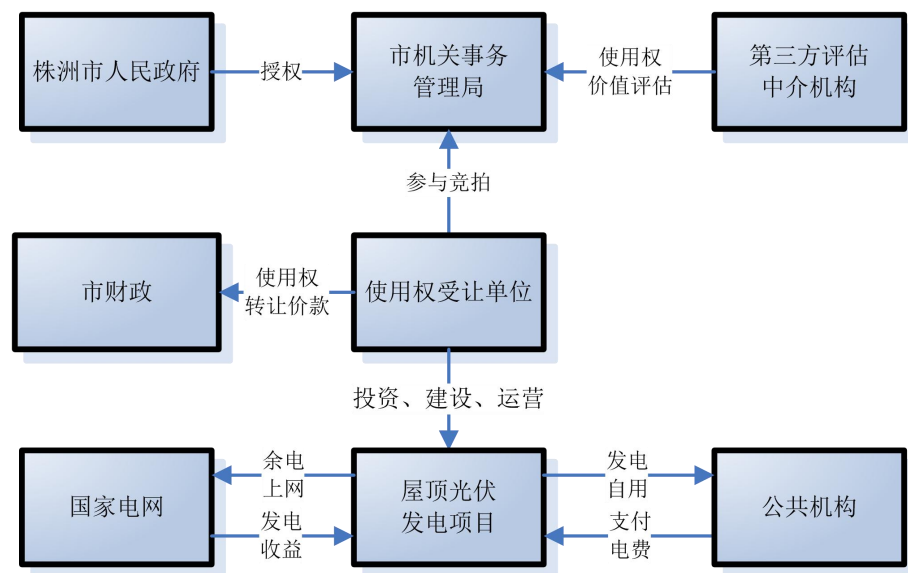 株洲市人民政府
授权
市机关事务
管理局
使用权
价值评估
第三方评估
中介机构
参与竞拍
市财政
使用权
转让价款
使用权受让单位
投资、建设、运营
国家电网
余电
上网
发电
收益
屋顶光伏
发电项目
发电
自用
支付
电费
公共机构